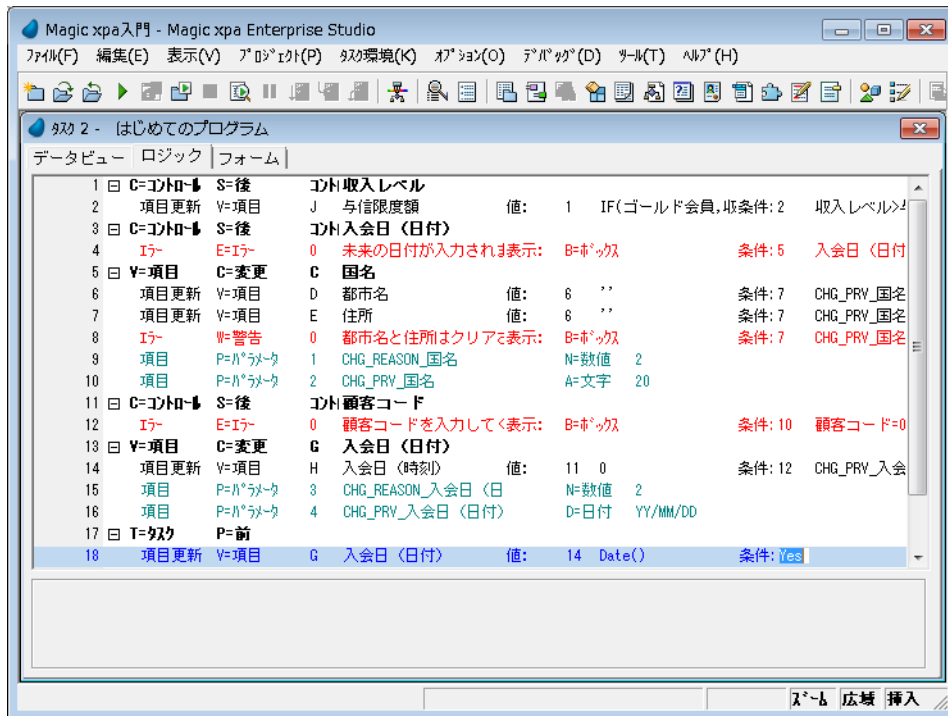 Magic xpa入門 - Magic xpa Enterprise Studio
ﾌｧｲﾙ(F) 編集(E) 表示(V) ﾌﾟﾛｼﾞｪｸﾄ(P) ﾀｽｸ環境(K) ｵﾌﾟｼｮﾝ(O) ﾃﾞﾊﾞｯｸﾞ(D) ﾂｰﾙ(T) ﾍﾙﾌﾟ(H)
ﾀｽｸ 2 - はじめてのプログラム
データビュー ロジック フォーム
1 C=ｺﾝﾄﾛｰﾙ S=後 ｺﾝﾄ 収入レベル
2 項目更新 V=項目 J 与信限度額 値: 1 IF(ゴールド会員,収 条件: 2 収入レベル>
3 C=ｺﾝﾄﾛｰﾙ S=後 ｺﾝﾄ 入会日（日付）
4 ｴﾗｰ E=ｴﾗｰ 0 未来の日付が入力されま 表示: B=ﾎﾞｯｸｽ 条件: 5 入会日（日付
5 V=項目 C=変更 C 国名
6 項目更新 V=項目 D 都市名 値: 6 '' 条件: 7 CHG_PRV_国名
7 項目更新 V=項目 E 住所 値: 6 '' 条件: 7 CHG_PRV_国名
8 ｴﾗｰ W=警告 0 都市名と住所はクリアさ 表示: B=ﾎﾞｯｸｽ 条件: 7 CHG_PRV_国名
9 項目 P=ﾊﾟﾗﾒｰﾀ 1 CHG_REASON_国名 N=数値 2
10 項目 P=ﾊﾟﾗﾒｰﾀ 2 CHG_PRV_国名 A=文字 20
11 C=ｺﾝﾄﾛｰﾙ S=後 ｺﾝﾄ 顧客コード
12 ｴﾗｰ E=ｴﾗｰ 0 顧客コードを入力してく 表示: B=ﾎﾞｯｸｽ 条件: 10 顧客コード=0
13 V=項目 C=変更 G 入会日（日付）
14 項目更新 V=項目 H 入会日（時刻） 値: 11 0 条件: 12 CHG_PRV_入会
15 項目 P=ﾊﾟﾗﾒｰﾀ 3 CHG_REASON_入会日（日 N=数値 2
16 項目 P=ﾊﾟﾗﾒｰﾀ 4 CHG_PRV_入会日（日付） D=日付 YY/MM/DD
17 T=ﾀｽｸ P=前
18 項目更新 V=項目 G 入会日（日付） 値: 14 Date() 条件: Yes
ｽﾞｰﾑ 広域 挿入